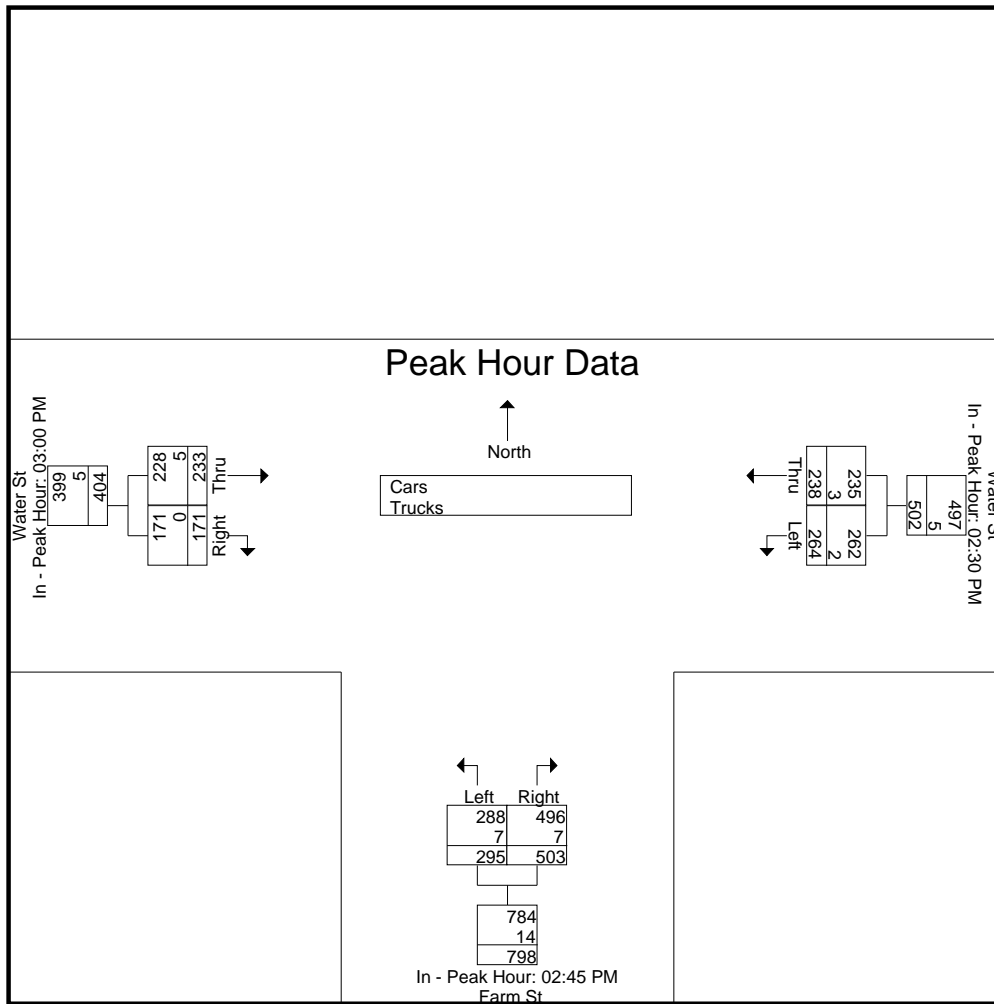 Peak Hour Data
North
Cars
Trucks
Water St
In - Peak Hour: 03:00 PM
399
5
404
228
5
233
Thru
171
0
171
Right
Water St
In - Peak Hour: 02:30 PM
497
5
502
235
3
238
Thru
262
2
264
Left
Left Right
288 496
7 7
295 503
784
14
798
In - Peak Hour: 02:45 PM
Farm St